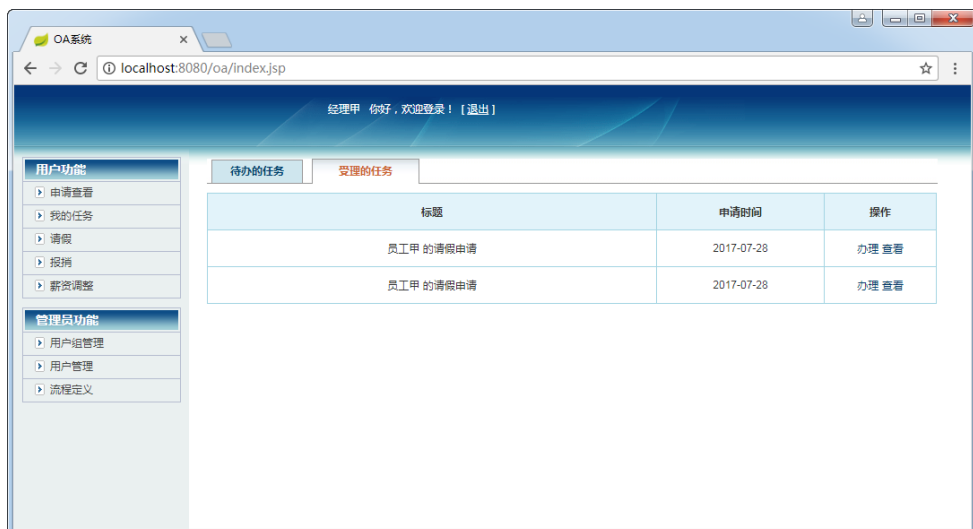 OA系统
localhost:8080/oa/index.jsp
经理甲 你好，欢迎登录！ [退出]
用户功能
申请查看
我的任务
请假
报销
薪资调整
管理员功能
用户组管理
用户管理
流程定义
待办的任务 受理的任务
标题 申请时间 操作
员工甲 的请假申请 2017-07-28 办理 查看
员工甲 的请假申请 2017-07-28 办理 查看